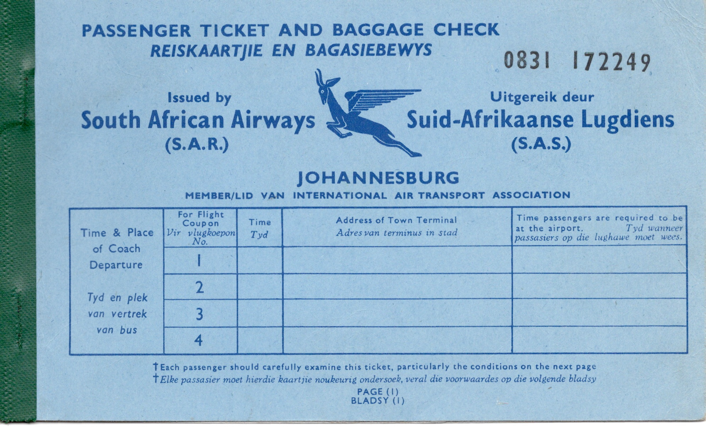 PASSENGER TICKET AND BAGGAGE CHECK
REISKAARTJIE EN BAGASIEBEWYS
0831 172249
Issued by
South African Airways
(S.A.R.)
Uitgereik deur
Suid-Afrikaanse Lugdiens
(S.A.S.)
JOHANNESBURG
MEMBER/LID VAN INTERNATIONAL AIR TRANSPORT ASSOCIATION
Time & Place
of Coach
Departure
Tyd en plek
van vertrek
van bus
For Flight
Coupon
Vir vlugkoepon
No.
Time
Tyd
Address of Town Terminal
Adres van terminus in stad
Time passengers are required to be
at the airport. Tyd wanneer
passasiers op die lughawe moet wees.
1
2
3
4
†Each passenger should carefully examine this ticket, particularly the conditions on the next page
†Elke passasier moet hierdie kaartjie noukeurig ondersoek, veral die voorwaardes op die volgende bladsy
PAGE (1)
BLADSY (1)